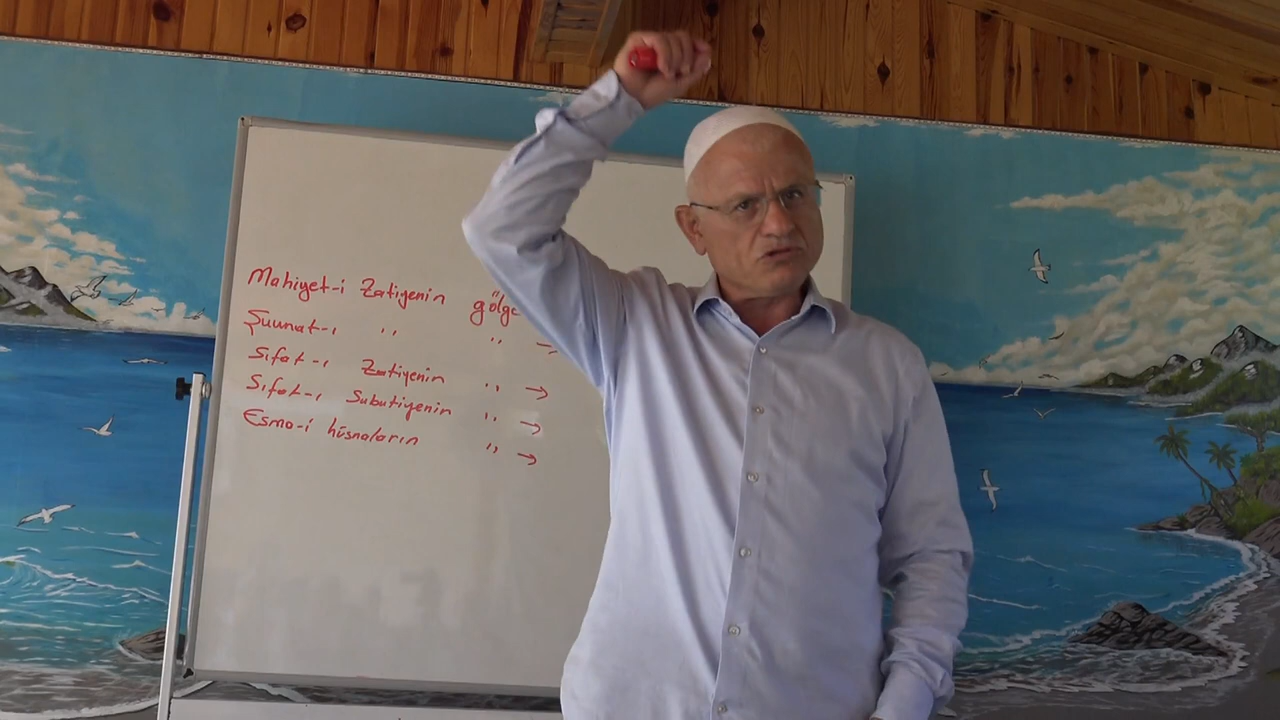 Mahiyet-i Zatiyenin gölge
Şuunat-ı ,, ,, →
Sıfat-ı Zatiyenin ,, →
Sıfat-ı Subutiyenin ,, →
Esma-i hüsnaların ,, →